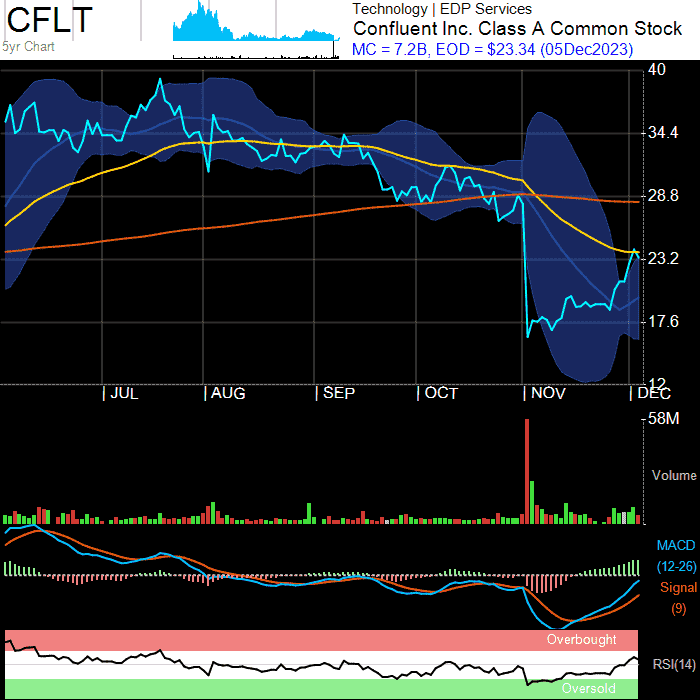 CFLT
5yr Chart
Technology | EDP Services
Confluent Inc. Class A Common Stock
MC = 7.2B, EOD = $23.34 (05Dec2023)
40
34.4
28.8
23.2
17.6
12
| JUL | AUG | SEP | OCT | NOV | DEC
58M
Volume
MACD
(12-26)
Signal
(9)
Overbought
RSI(14)
Oversold